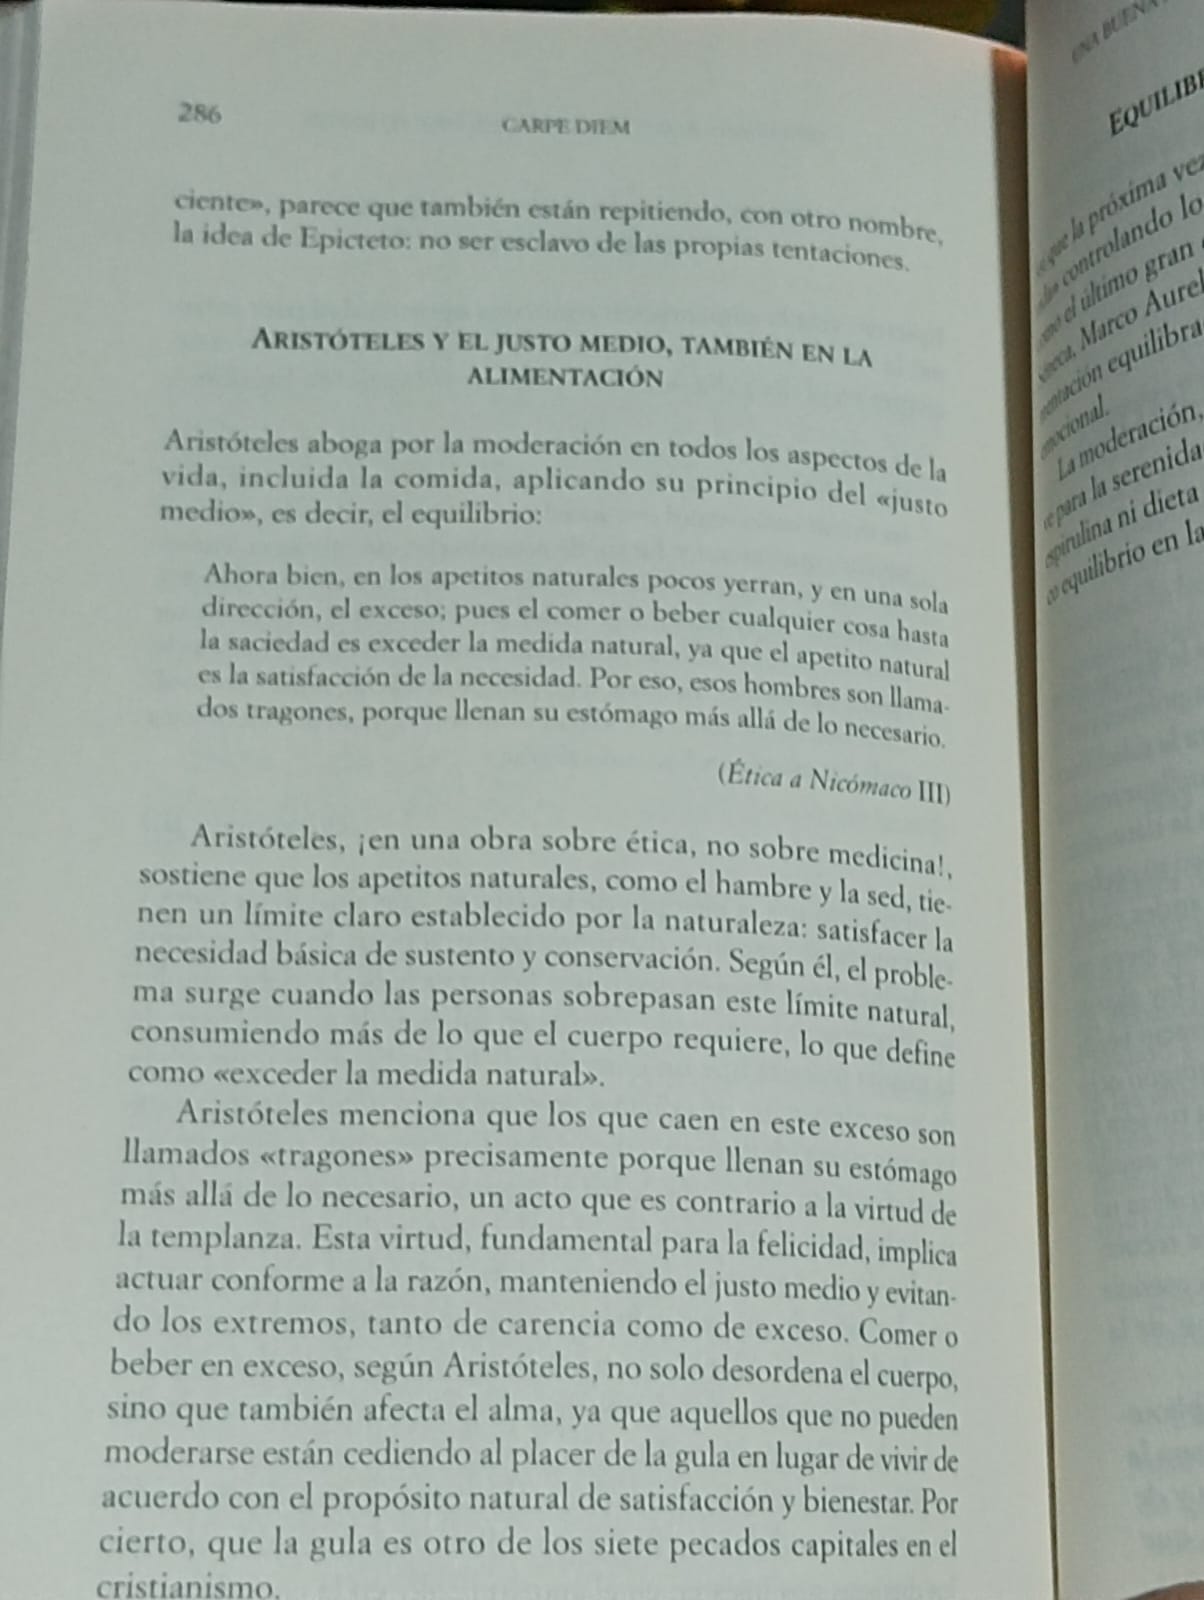 286
CARPE DIEM
ciente», parece que también están repitiendo, con otro nombre,
la idea de Epicteto: no ser esclavo de las propias tentaciones.
ARISTÓTELES Y EL JUSTO MEDIO, TAMBIÉN EN LA
ALIMENTACIÓN
Aristóteles aboga por la moderación en todos los aspectos de la
vida, incluida la comida, aplicando su principio del «justo
medio», es decir, el equilibrio:
Ahora bien, en los apetitos naturales pocos yerran, y en una sola
dirección, el exceso; pues el comer o beber cualquier cosa hasta
la saciedad es exceder la medida natural, ya que el apetito natural
es la satisfacción de la necesidad. Por eso, esos hombres son llama-
dos tragones, porque llenan su estómago más allá de lo necesario.
(Ética a Nicómaco III)
Aristóteles, ¡en una obra sobre ética, no sobre medicina!,
sostiene que los apetitos naturales, como el hambre y la sed, tie-
nen un límite claro establecido por la naturaleza: satisfacer la
necesidad básica de sustento y conservación. Según él, el proble-
ma surge cuando las personas sobrepasan este límite natural,
consumiendo más de lo que el cuerpo requiere, lo que define
como «exceder la medida natural».
Aristóteles menciona que los que caen en este exceso son
llamados «tragones» precisamente porque llenan su estómago
más allá de lo necesario, un acto que es contrario a la virtud de
la templanza. Esta virtud, fundamental para la felicidad, implica
actuar conforme a la razón, manteniendo el justo medio y evitan-
do los extremos, tanto de carencia como de exceso. Comer o
beber en exceso, según Aristóteles, no solo desordena el cuerpo,
sino que también afecta el alma, ya que aquellos que no pueden
moderarse están cediendo al placer de la gula en lugar de vivir de
acuerdo con el propósito natural de satisfacción y bienestar. Por
cierto, que la gula es otro de los siete pecados capitales en el
cristianismo.
UNA BUENA
EQUILIB
que la próxima vez
controlando lo
el último gran
Marco Aurel
equilibra
La moderación,
para la serenida
espirulina ni dieta
equilibrio en la